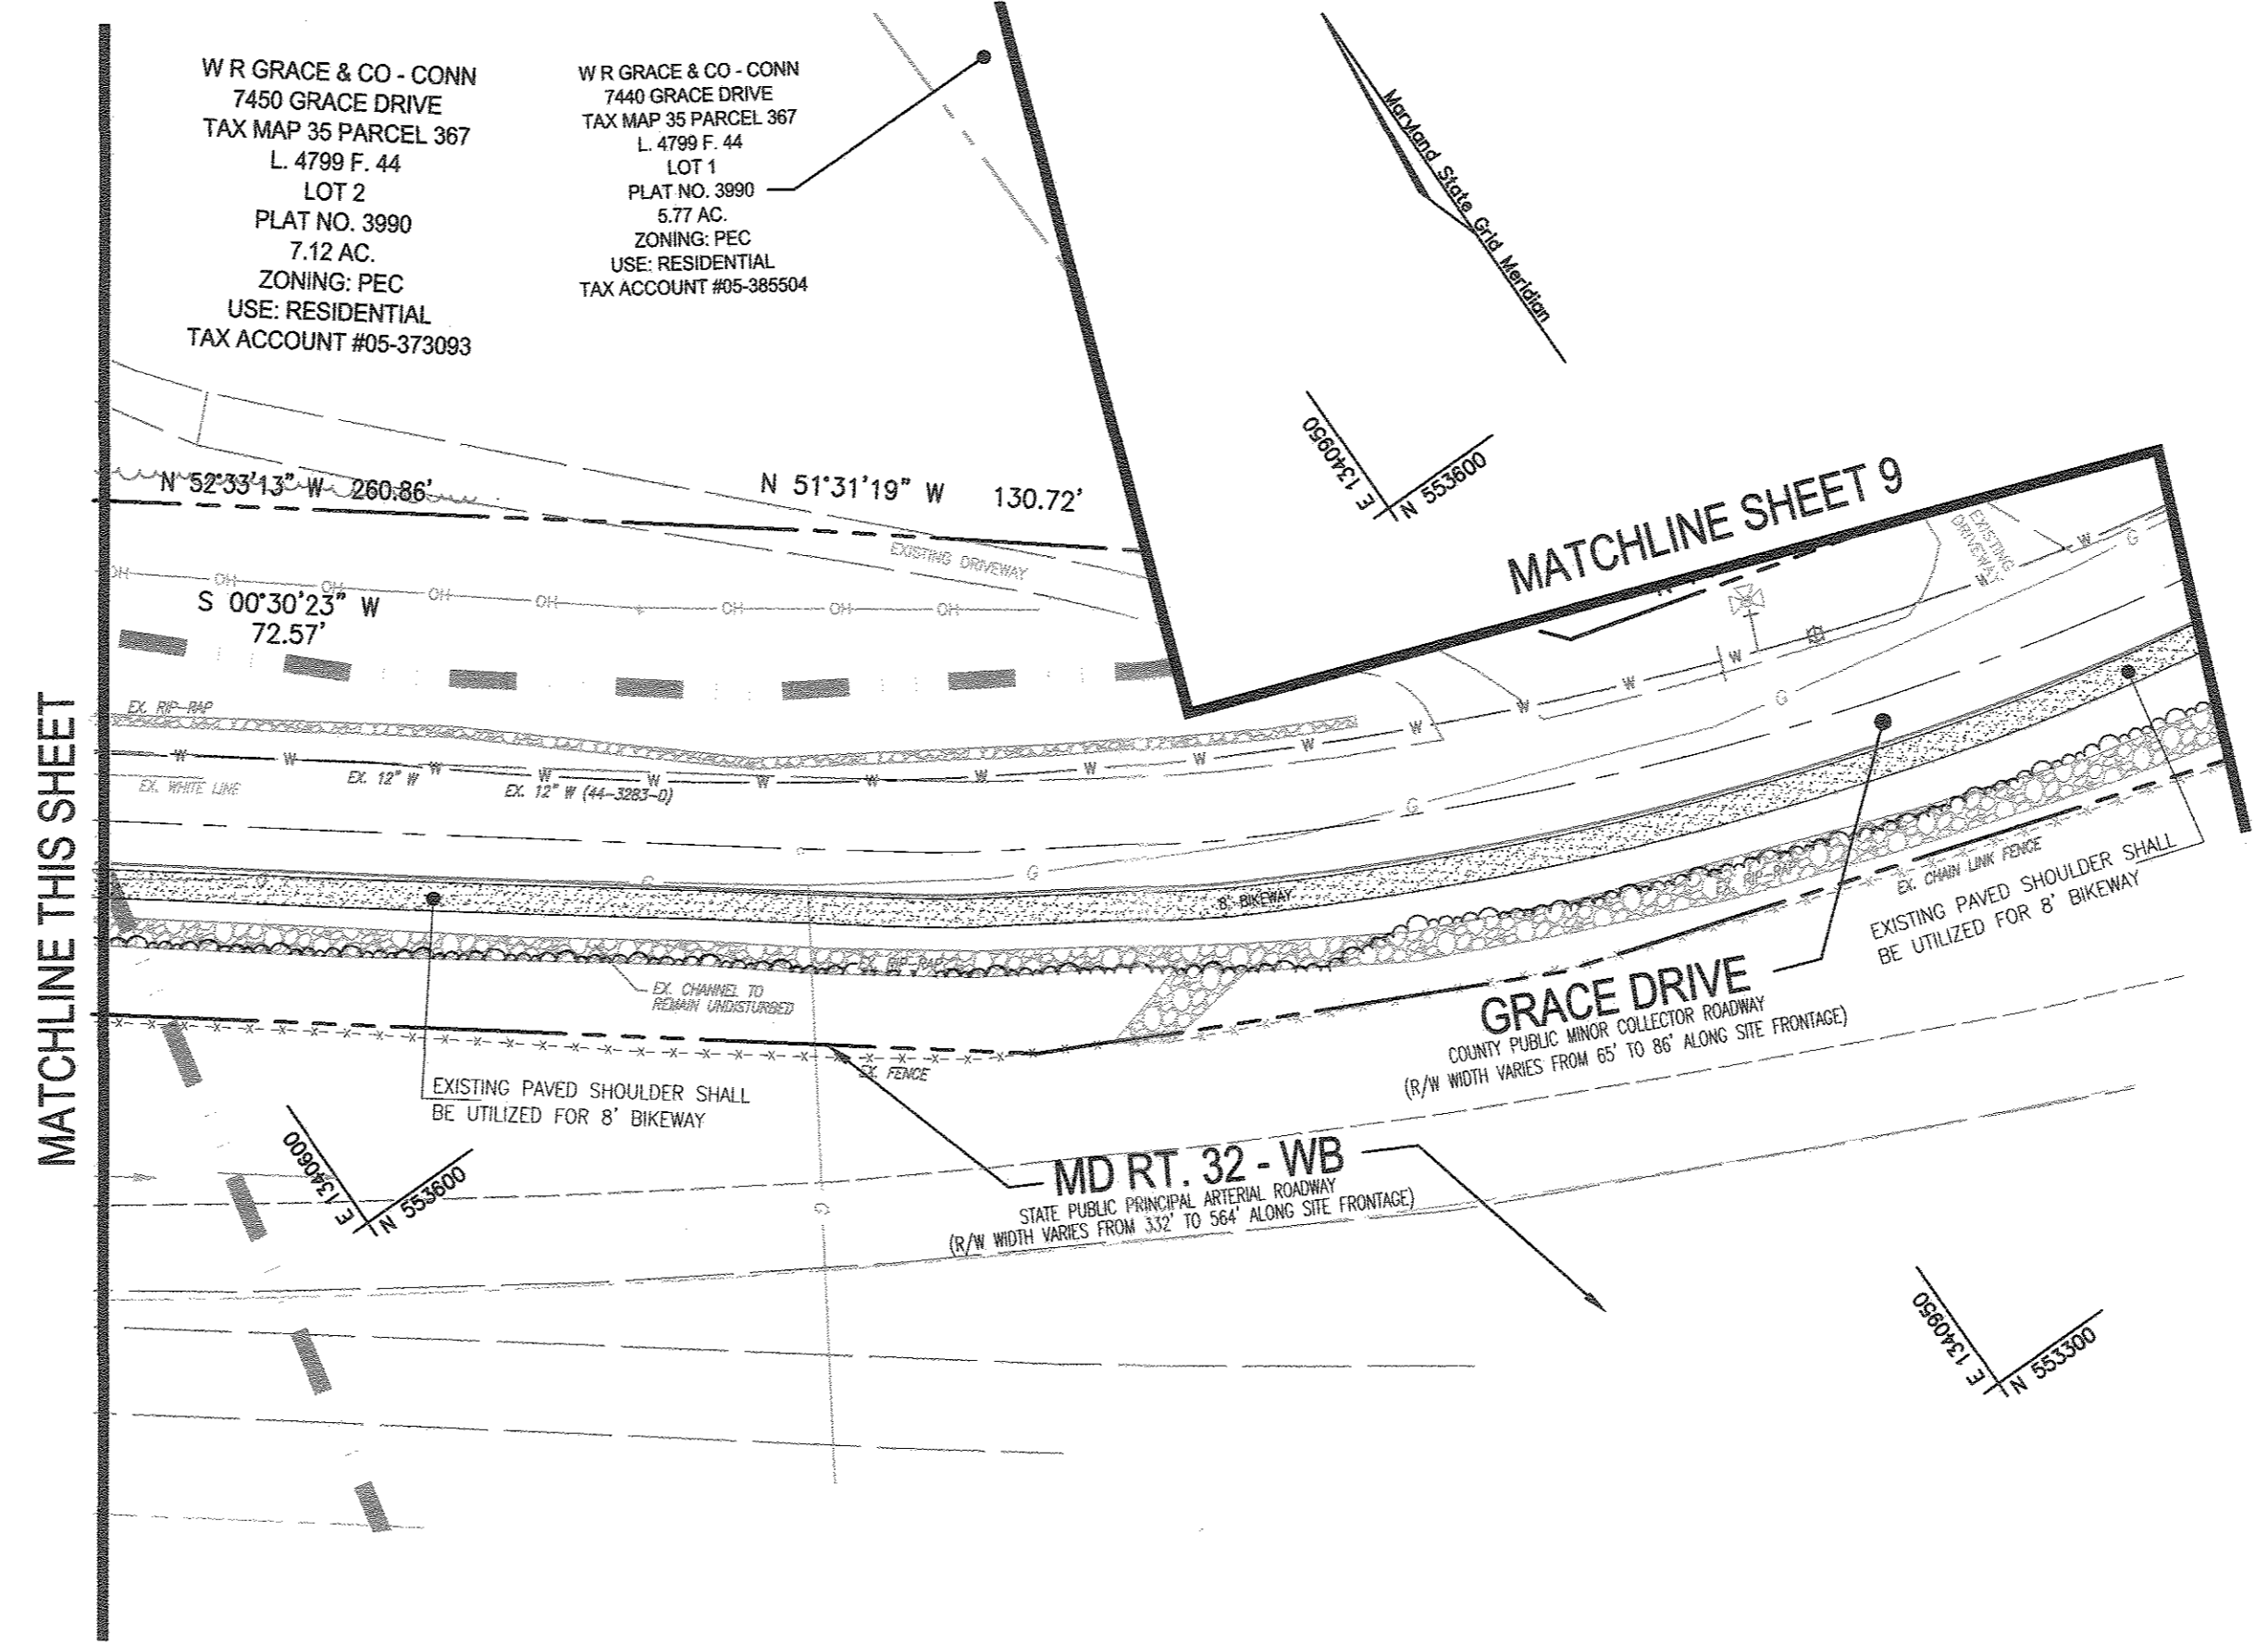 W R GRACE & CO - CONN
7450 GRACE DRIVE
TAX MAP 35 PARCEL 367
L. 4799 F. 44
LOT 2
PLAT NO. 3990
7.12 AC.
ZONING: PEC
USE: RESIDENTIAL
TAX ACCOUNT #05-373093
W R GRACE & CO - CONN
7440 GRACE DRIVE
TAX MAP 35 PARCEL 367
L. 4799 F. 44
LOT 1
PLAT NO. 3990
5.77 AC.
ZONING: PEC
USE: RESIDENTIAL
TAX ACCOUNT #05-385504
Maryland State Grid Meridian
E 1340950
N 553600
MATCHLINE SHEET 9
N 52°33'13" W 260.86'
N 51°31'19" W 130.72'
EXISTING DRIVEWAY
EXISTING
DRIVEWAY
OH OH OH OH OH OH OH OH
S 00°30'23" W
72.57'
MATCHLINE THIS SHEET
EX. RIP-RAP
W W W W W W W W W W W W W W W W W
EX. WHITE LINE
EX. 12" W
EX. 12" W (44-3283-D)
G G G G G
8' BIKEWAY
EX. RIP-RAP
EX. RIP-RAP
EX. CHANNEL TO
REMAIN UNDISTURBED
EX. FENCE
EX. CHAIN LINK FENCE
EXISTING PAVED SHOULDER SHALL
BE UTILIZED FOR 8' BIKEWAY
EXISTING PAVED SHOULDER SHALL
BE UTILIZED FOR 8' BIKEWAY
GRACE DRIVE
COUNTY PUBLIC MINOR COLLECTOR ROADWAY
(R/W WIDTH VARIES FROM 65' TO 86' ALONG SITE FRONTAGE)
MD RT. 32 - WB
STATE PUBLIC PRINCIPAL ARTERIAL ROADWAY
(R/W WIDTH VARIES FROM 332' TO 564' ALONG SITE FRONTAGE)
G
E 1340600
N 553600
E 1340950
N 553300